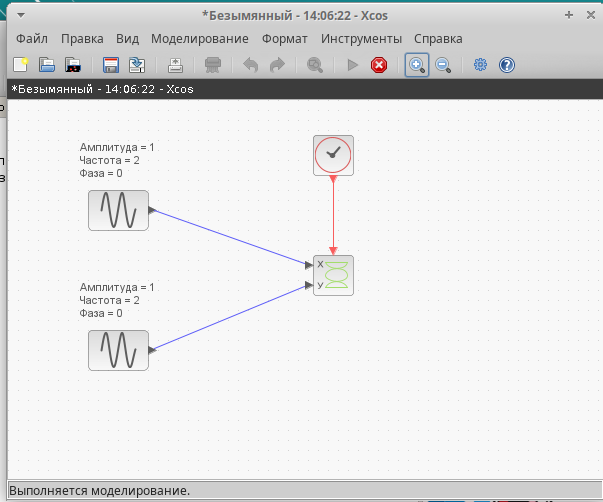 *Безымянный - 14:06:22 - Xcos
Файл Правка Вид Моделирование Формат Инструменты Справка
*Безымянный - 14:06:22 - Xcos
Амплитуда = 1
Частота = 2
Фаза = 0
X
У
Амплитуда = 1
Частота = 2
Фаза = 0
Выполняется моделирование.